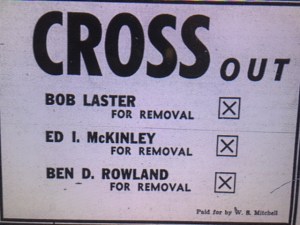 CROSS OUT
BOB LASTER
FOR REMOVAL
ED I. McKINLEY
FOR REMOVAL
BEN D. ROWLAND
FOR REMOVAL
Paid for by W. S. Mitchell